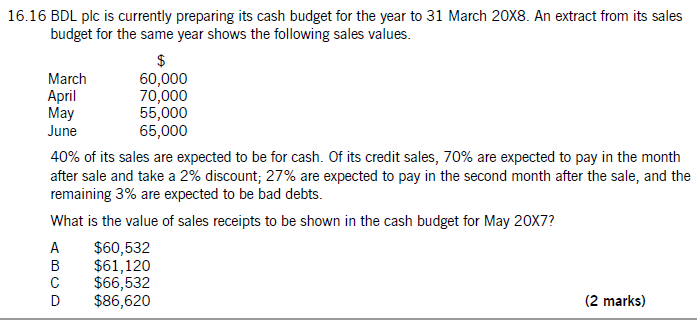 16.16 BDL plc is currently preparing its cash budget for the year to 31 March 20X8. An extract from its sales
budget for the same year shows the following sales values.
$
March 60,000
April 70,000
May 55,000
June 65,000
40% of its sales are expected to be for cash. Of its credit sales, 70% are expected to pay in the month
after sale and take a 2% discount; 27% are expected to pay in the second month after the sale, and the
remaining 3% are expected to be bad debts.
What is the value of sales receipts to be shown in the cash budget for May 20X7?
A $60,532
B $61,120
C $66,532
D $86,620 (2 marks)